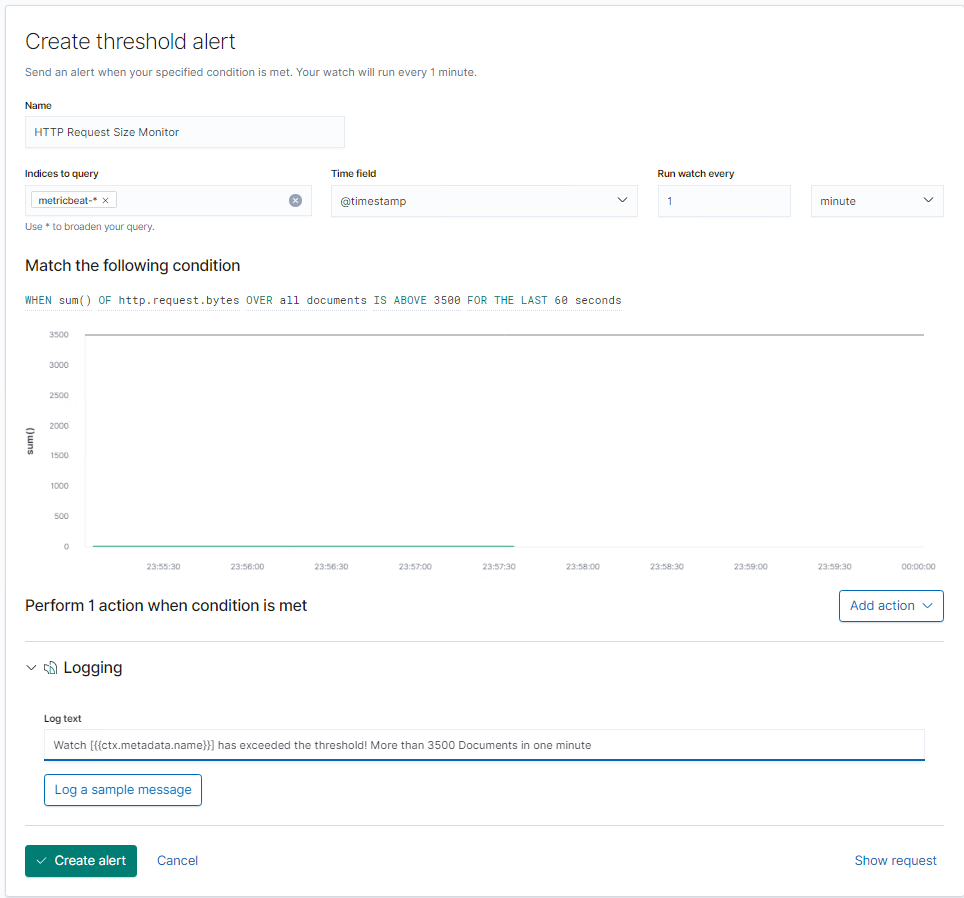 Create threshold alert
Send an alert when your specified condition is met. Your watch will run every 1 minute.
Name
HTTP Request Size Monitor
Indices to query Time field Run watch every
metricbeat-* × @timestamp 1 minute
Use * to broaden your query.
Match the following condition
WHEN sum() OF http.request.bytes OVER all documents IS ABOVE 3500 FOR THE LAST 60 seconds
3500
3000
2500
2000
1500
1000
500
0
sum()
23:55:30 23:56:00 23:56:30 23:57:00 23:57:30 23:58:00 23:58:30 23:59:00 23:59:30 00:00:00
Perform 1 action when condition is met Add action
Logging
Log text
Watch [{{ctx.metadata.name}}] has exceeded the threshold! More than 3500 Documents in one minute
Log a sample message
Create alert Cancel Show request